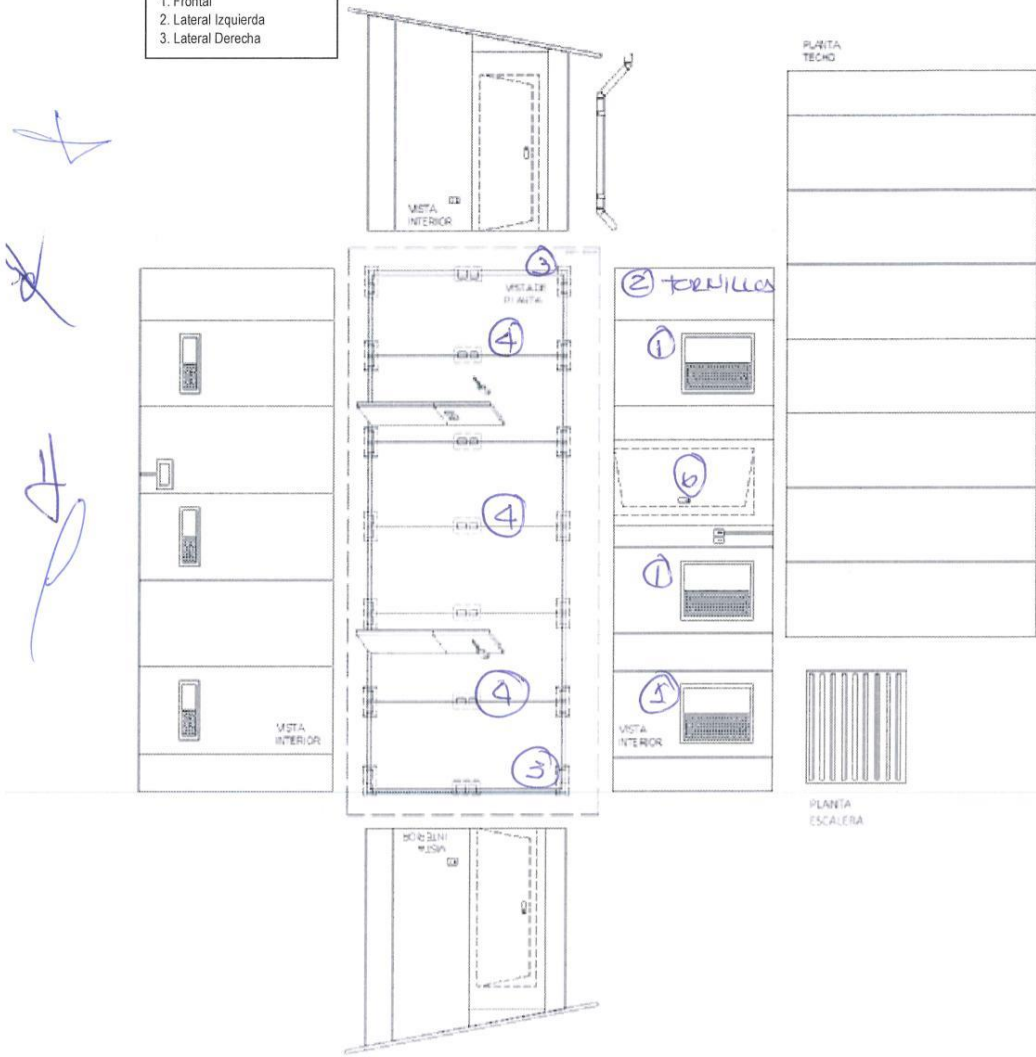 1. Frontal
2. Lateral Izquierda
3. Lateral Derecha
PLANTA
TECHO
VISTA
INTERIOR
3
VISTA DE
PLANTA
2 TORNILLOS
4
1
6
4
1
4
1
VISTA
INTERIOR
VISTA
INTERIOR
3
PLANTA
ESCALERA
VISTA
INTERIOR